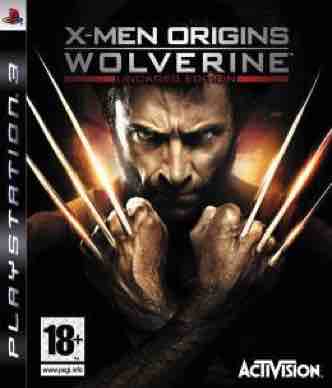 PLAYSTATION 3
X-MEN ORIGINS
WOLVERINE
UNCAGED EDITION
18+
www.pegi.info
ACTIVISION